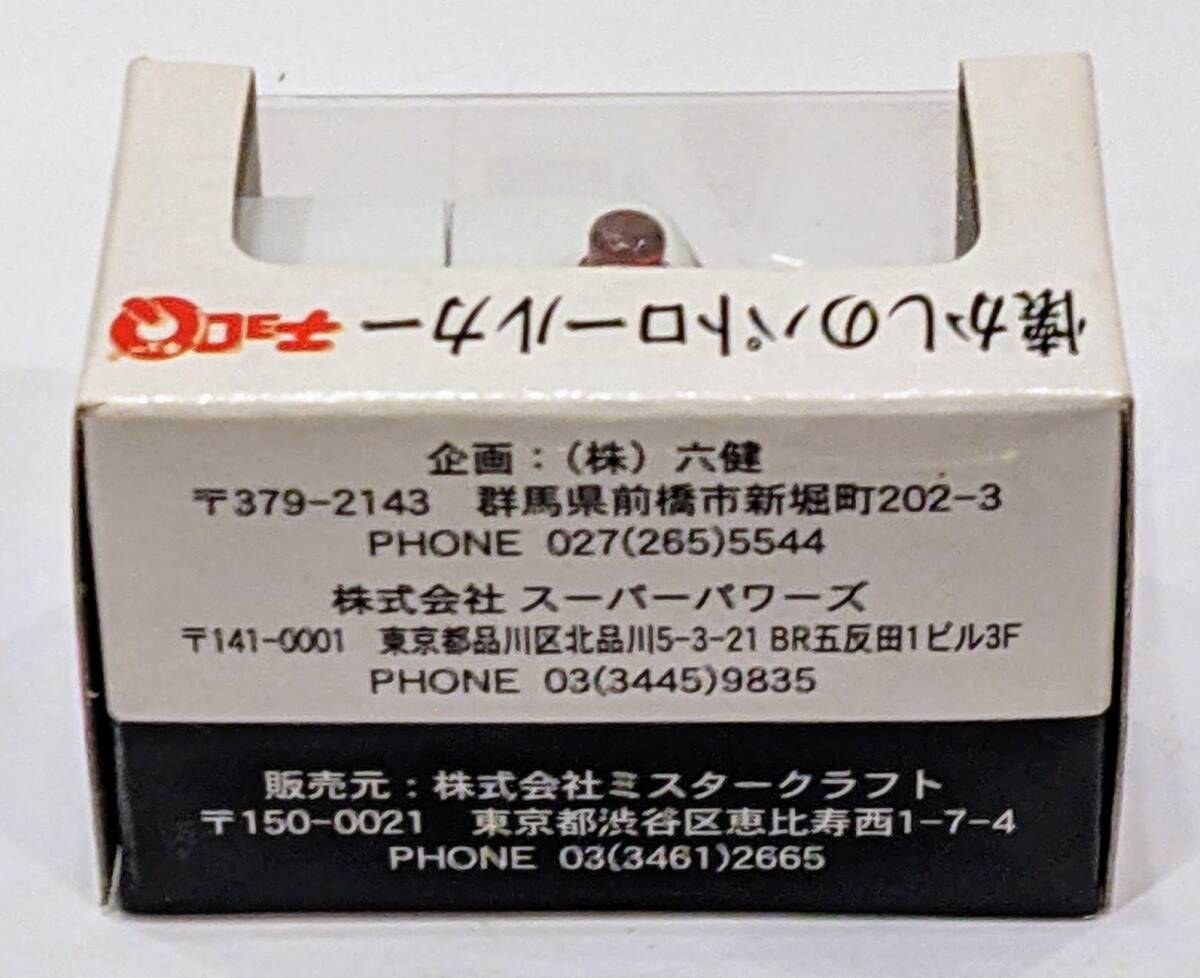 懐かしのパトロールカー チョロQ
企画：（株）六健
〒379-2143　群馬県前橋市新堀町202-3
PHONE 027(265)5544
株式会社 スーパーパワーズ
〒141-0001　東京都品川区北品川5-3-21 BR五反田1ビル3F
PHONE 03(3445)9835
販売元：株式会社ミスタークラフト
〒150-0021　東京都渋谷区恵比寿西1-7-4
PHONE 03(3461)2665